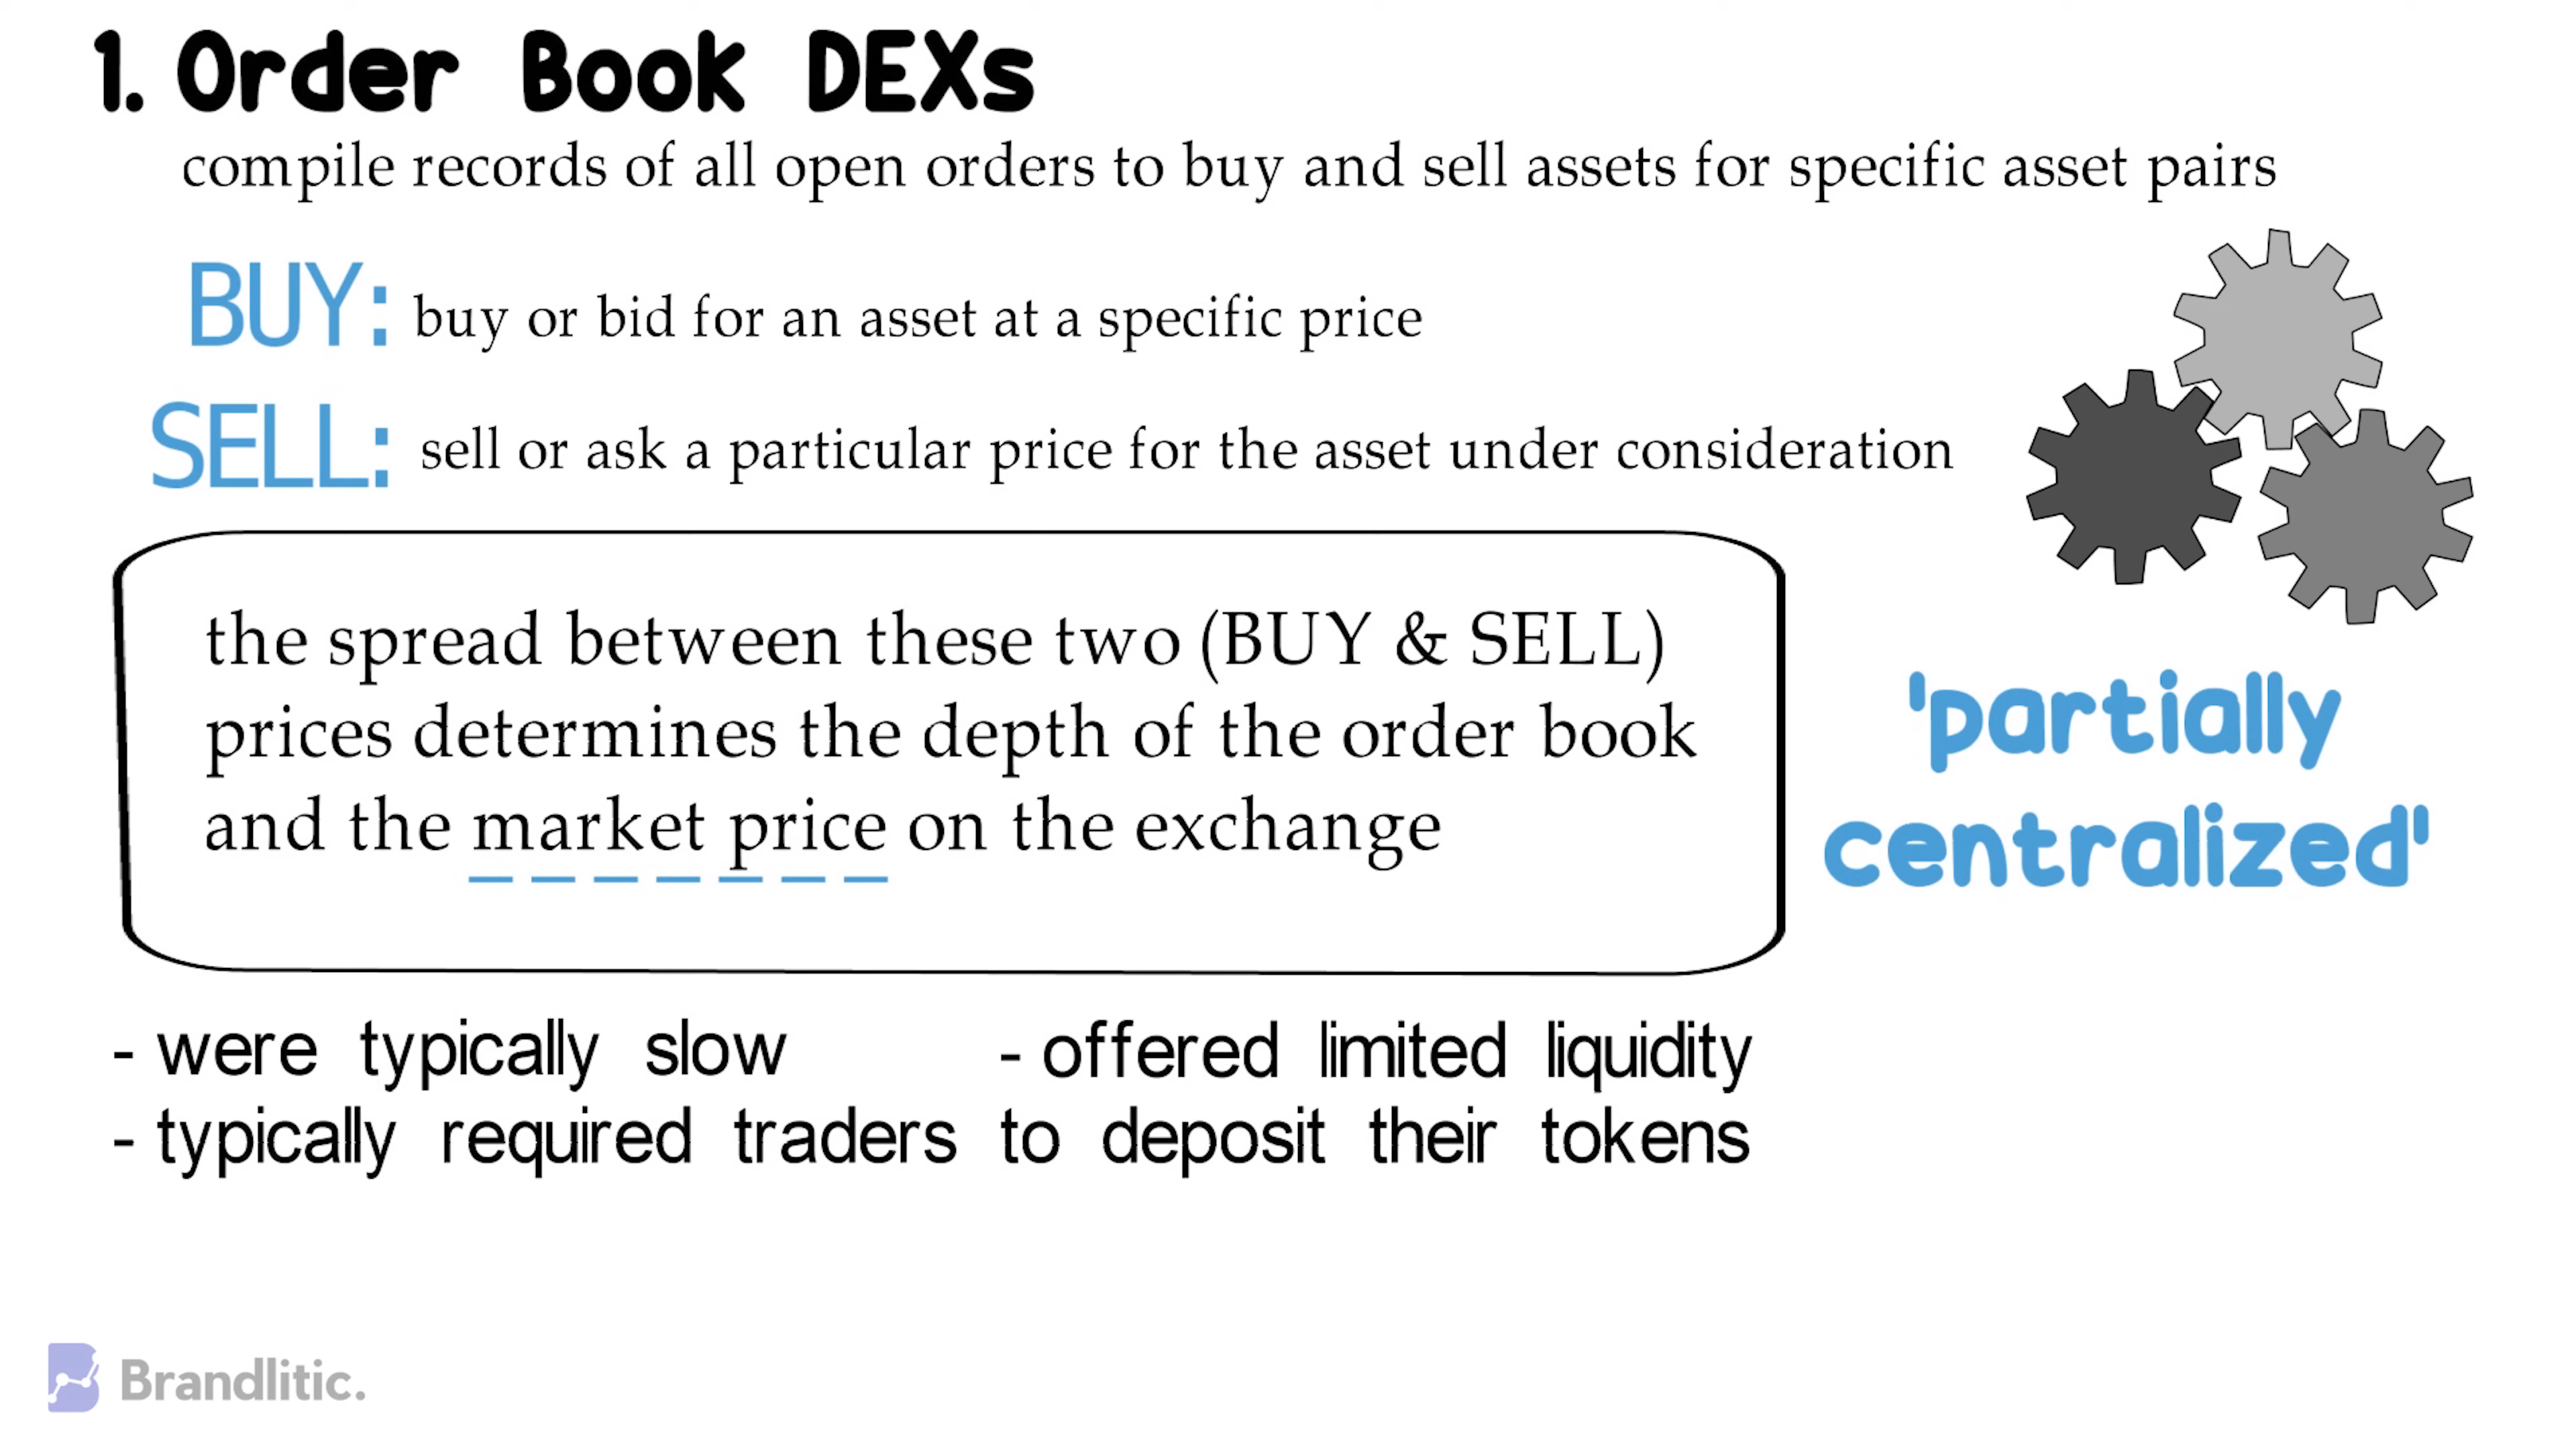 1. Order Book DEXs
compile records of all open orders to buy and sell assets for specific asset pairs
BUY: buy or bid for an asset at a specific price
SELL: sell or ask a particular price for the asset under consideration
the spread between these two (BUY & SELL)
prices determines the depth of the order book
and the market price on the exchange
'partially
centralized'
- were typically slow
- offered limited liquidity
- typically required traders to deposit their tokens
Brandlitic.